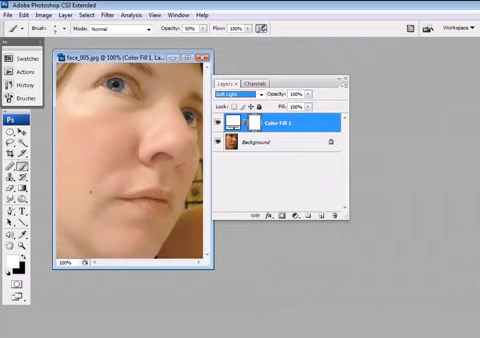 Adobe Photoshop CS3 Extended
File Edit Image Layer Select Filter Analysis View Window Help
Brush: Mode: Normal Opacity: 50% Flow: 100% Workspace
face_005.jpg @ 100% (Color Fill 1, La...
Swatches
Actions
History
Brushes
Layers Channels
Soft Light Opacity: 100%
Lock: Fill: 100%
Color Fill 1
Background
Ps
100%